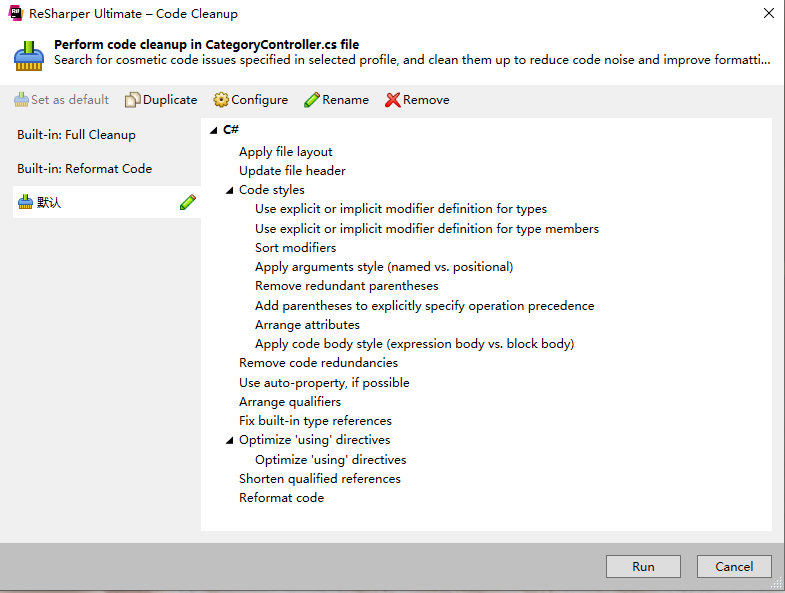 ReSharper Ultimate – Code Cleanup
Perform code cleanup in CategoryController.cs file
Search for cosmetic code issues specified in selected profile, and clean them up to reduce code noise and improve formatti...
Set as default Duplicate Configure Rename Remove
Built-in: Full Cleanup
Built-in: Reformat Code
默认
C#
Apply file layout
Update file header
Code styles
Use explicit or implicit modifier definition for types
Use explicit or implicit modifier definition for type members
Sort modifiers
Apply arguments style (named vs. positional)
Remove redundant parentheses
Add parentheses to explicitly specify operation precedence
Arrange attributes
Apply code body style (expression body vs. block body)
Remove code redundancies
Use auto-property, if possible
Arrange qualifiers
Fix built-in type references
Optimize 'using' directives
Optimize 'using' directives
Shorten qualified references
Reformat code
Run Cancel